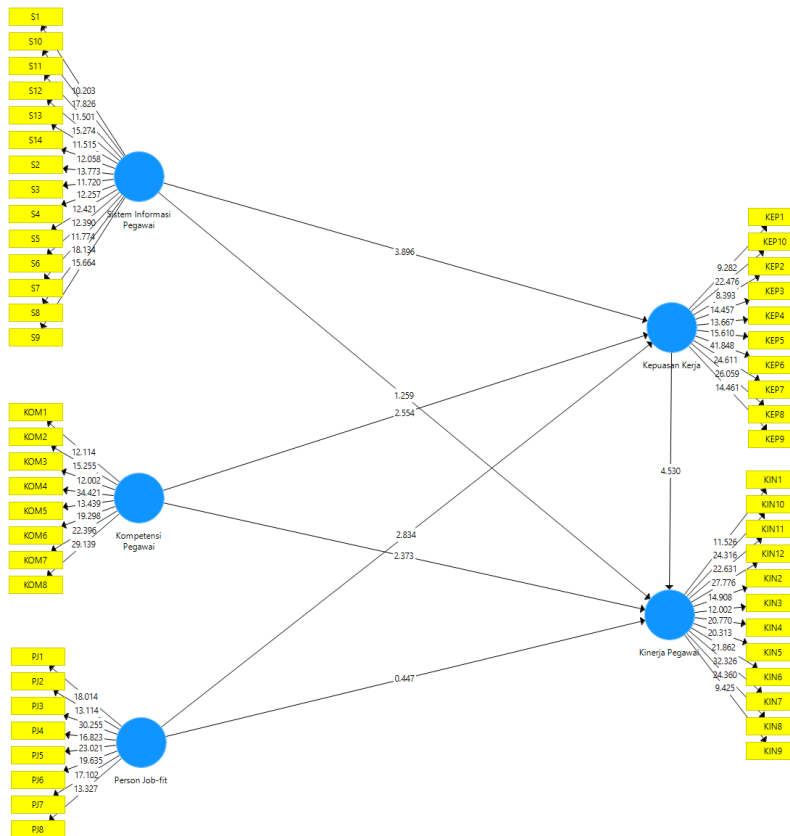 S1
S10
S11
S12
S13
S14
S2
S3
S4
S5
S6
S7
S8
S9
10.203
17.826
11.501
15.274
11.515
12.058
13.773
11.720
12.257
12.421
12.390
11.774
18.134
15.664
Sistem Informasi
Pegawai
KOM1
KOM2
KOM3
KOM4
KOM5
KOM6
KOM7
KOM8
12.114
15.255
12.002
34.421
13.439
19.298
22.396
29.139
Kompetensi
Pegawai
PJ1
PJ2
PJ3
PJ4
PJ5
PJ6
PJ7
PJ8
18.014
13.114
30.255
16.823
23.021
19.635
17.102
13.327
Person Job-fit
3.896
1.259
2.554
2.834
2.373
0.447
4.530
Kepuasan Kerja
9.282
22.476
8.393
14.457
13.667
15.610
41.848
24.611
26.059
14.461
KEP1
KEP10
KEP2
KEP3
KEP4
KEP5
KEP6
KEP7
KEP8
KEP9
Kinerja Pegawai
11.526
24.316
22.631
27.776
14.908
12.002
20.770
20.313
21.862
32.326
24.360
9.425
KIN1
KIN10
KIN11
KIN12
KIN2
KIN3
KIN4
KIN5
KIN6
KIN7
KIN8
KIN9